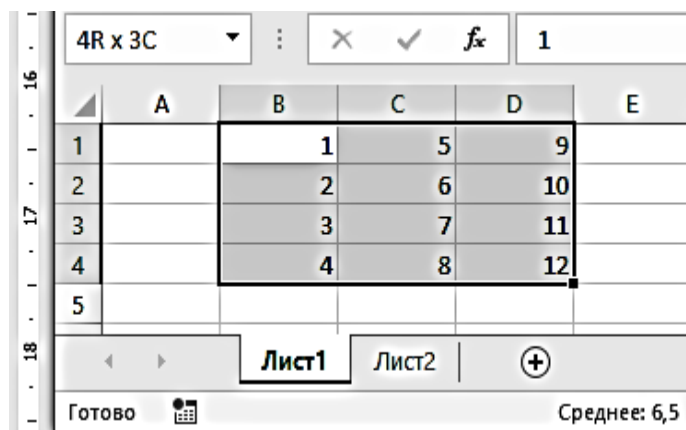 4R x 3C fx 1
A B C D E
1 1 5 9
2 2 6 10
3 3 7 11
4 4 8 12
5
Лист1 Лист2
Готово Среднее: 6,5
16
17
18